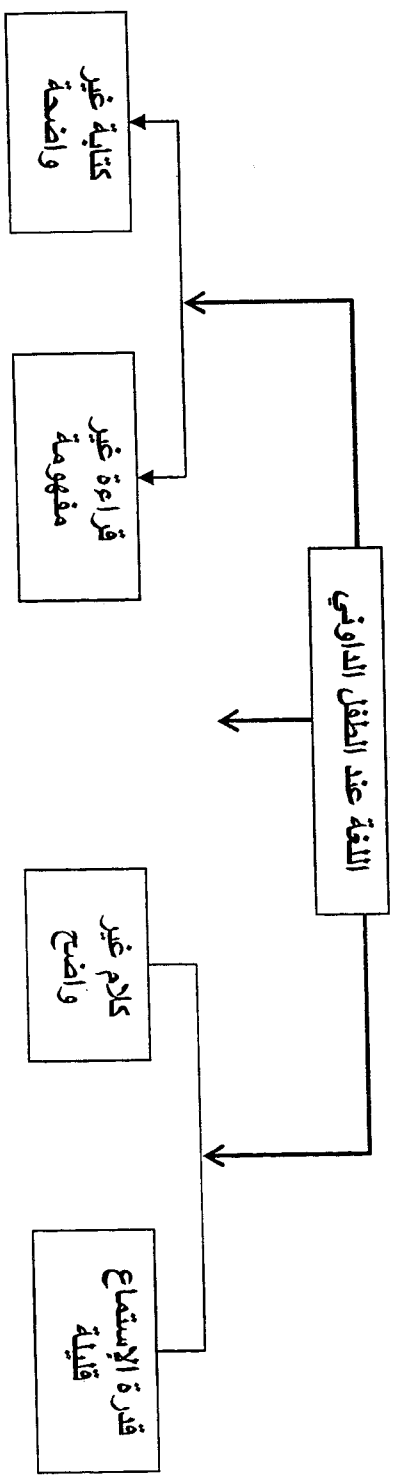 اللغة عند الطفل الداوني
قدرة الإستماع
قليلة
كلام غير
واضح
قراءة غير
مفهومة
كتابة غير
واضحة